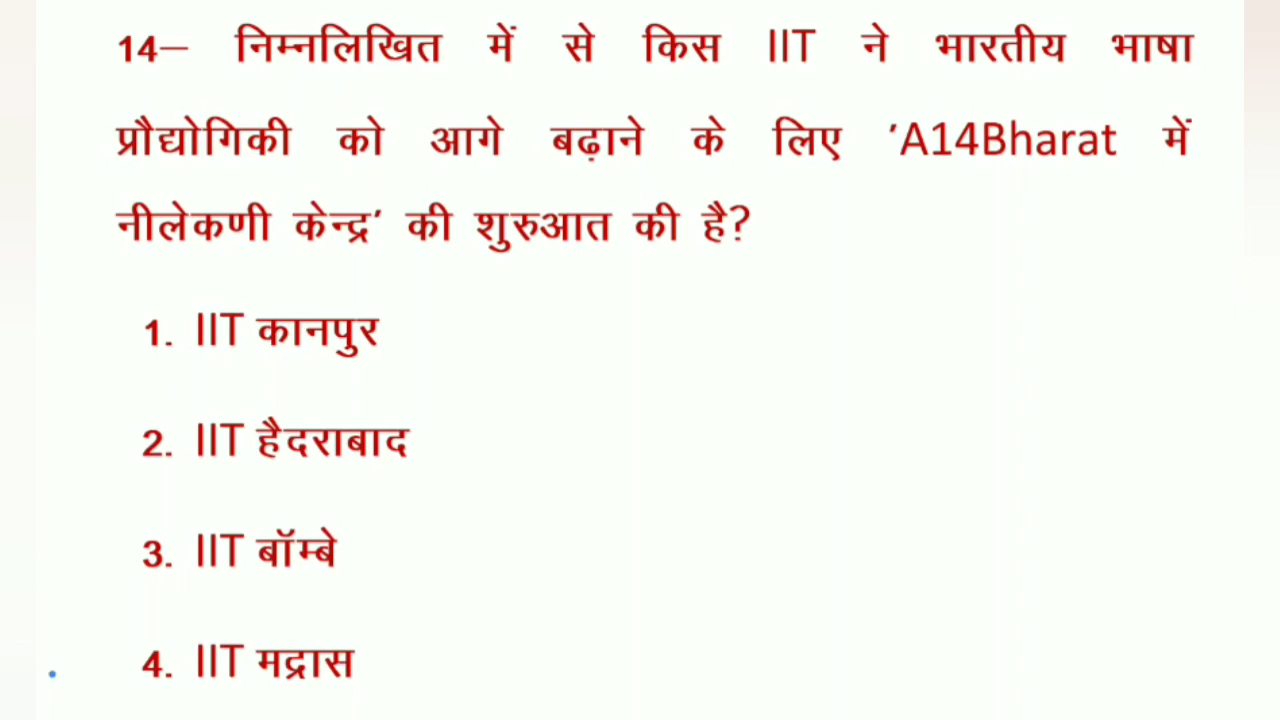 14– निम्नलिखित में से किस IIT ने भारतीय भाषा
प्रौद्योगिकी को आगे बढ़ाने के लिए ’A14Bharat में
नीलेकणी केन्द्र’ की शुरुआत की है?
1. IIT कानपुर
2. IIT हैदराबाद
3. IIT बॉम्बे
4. IIT मद्रास